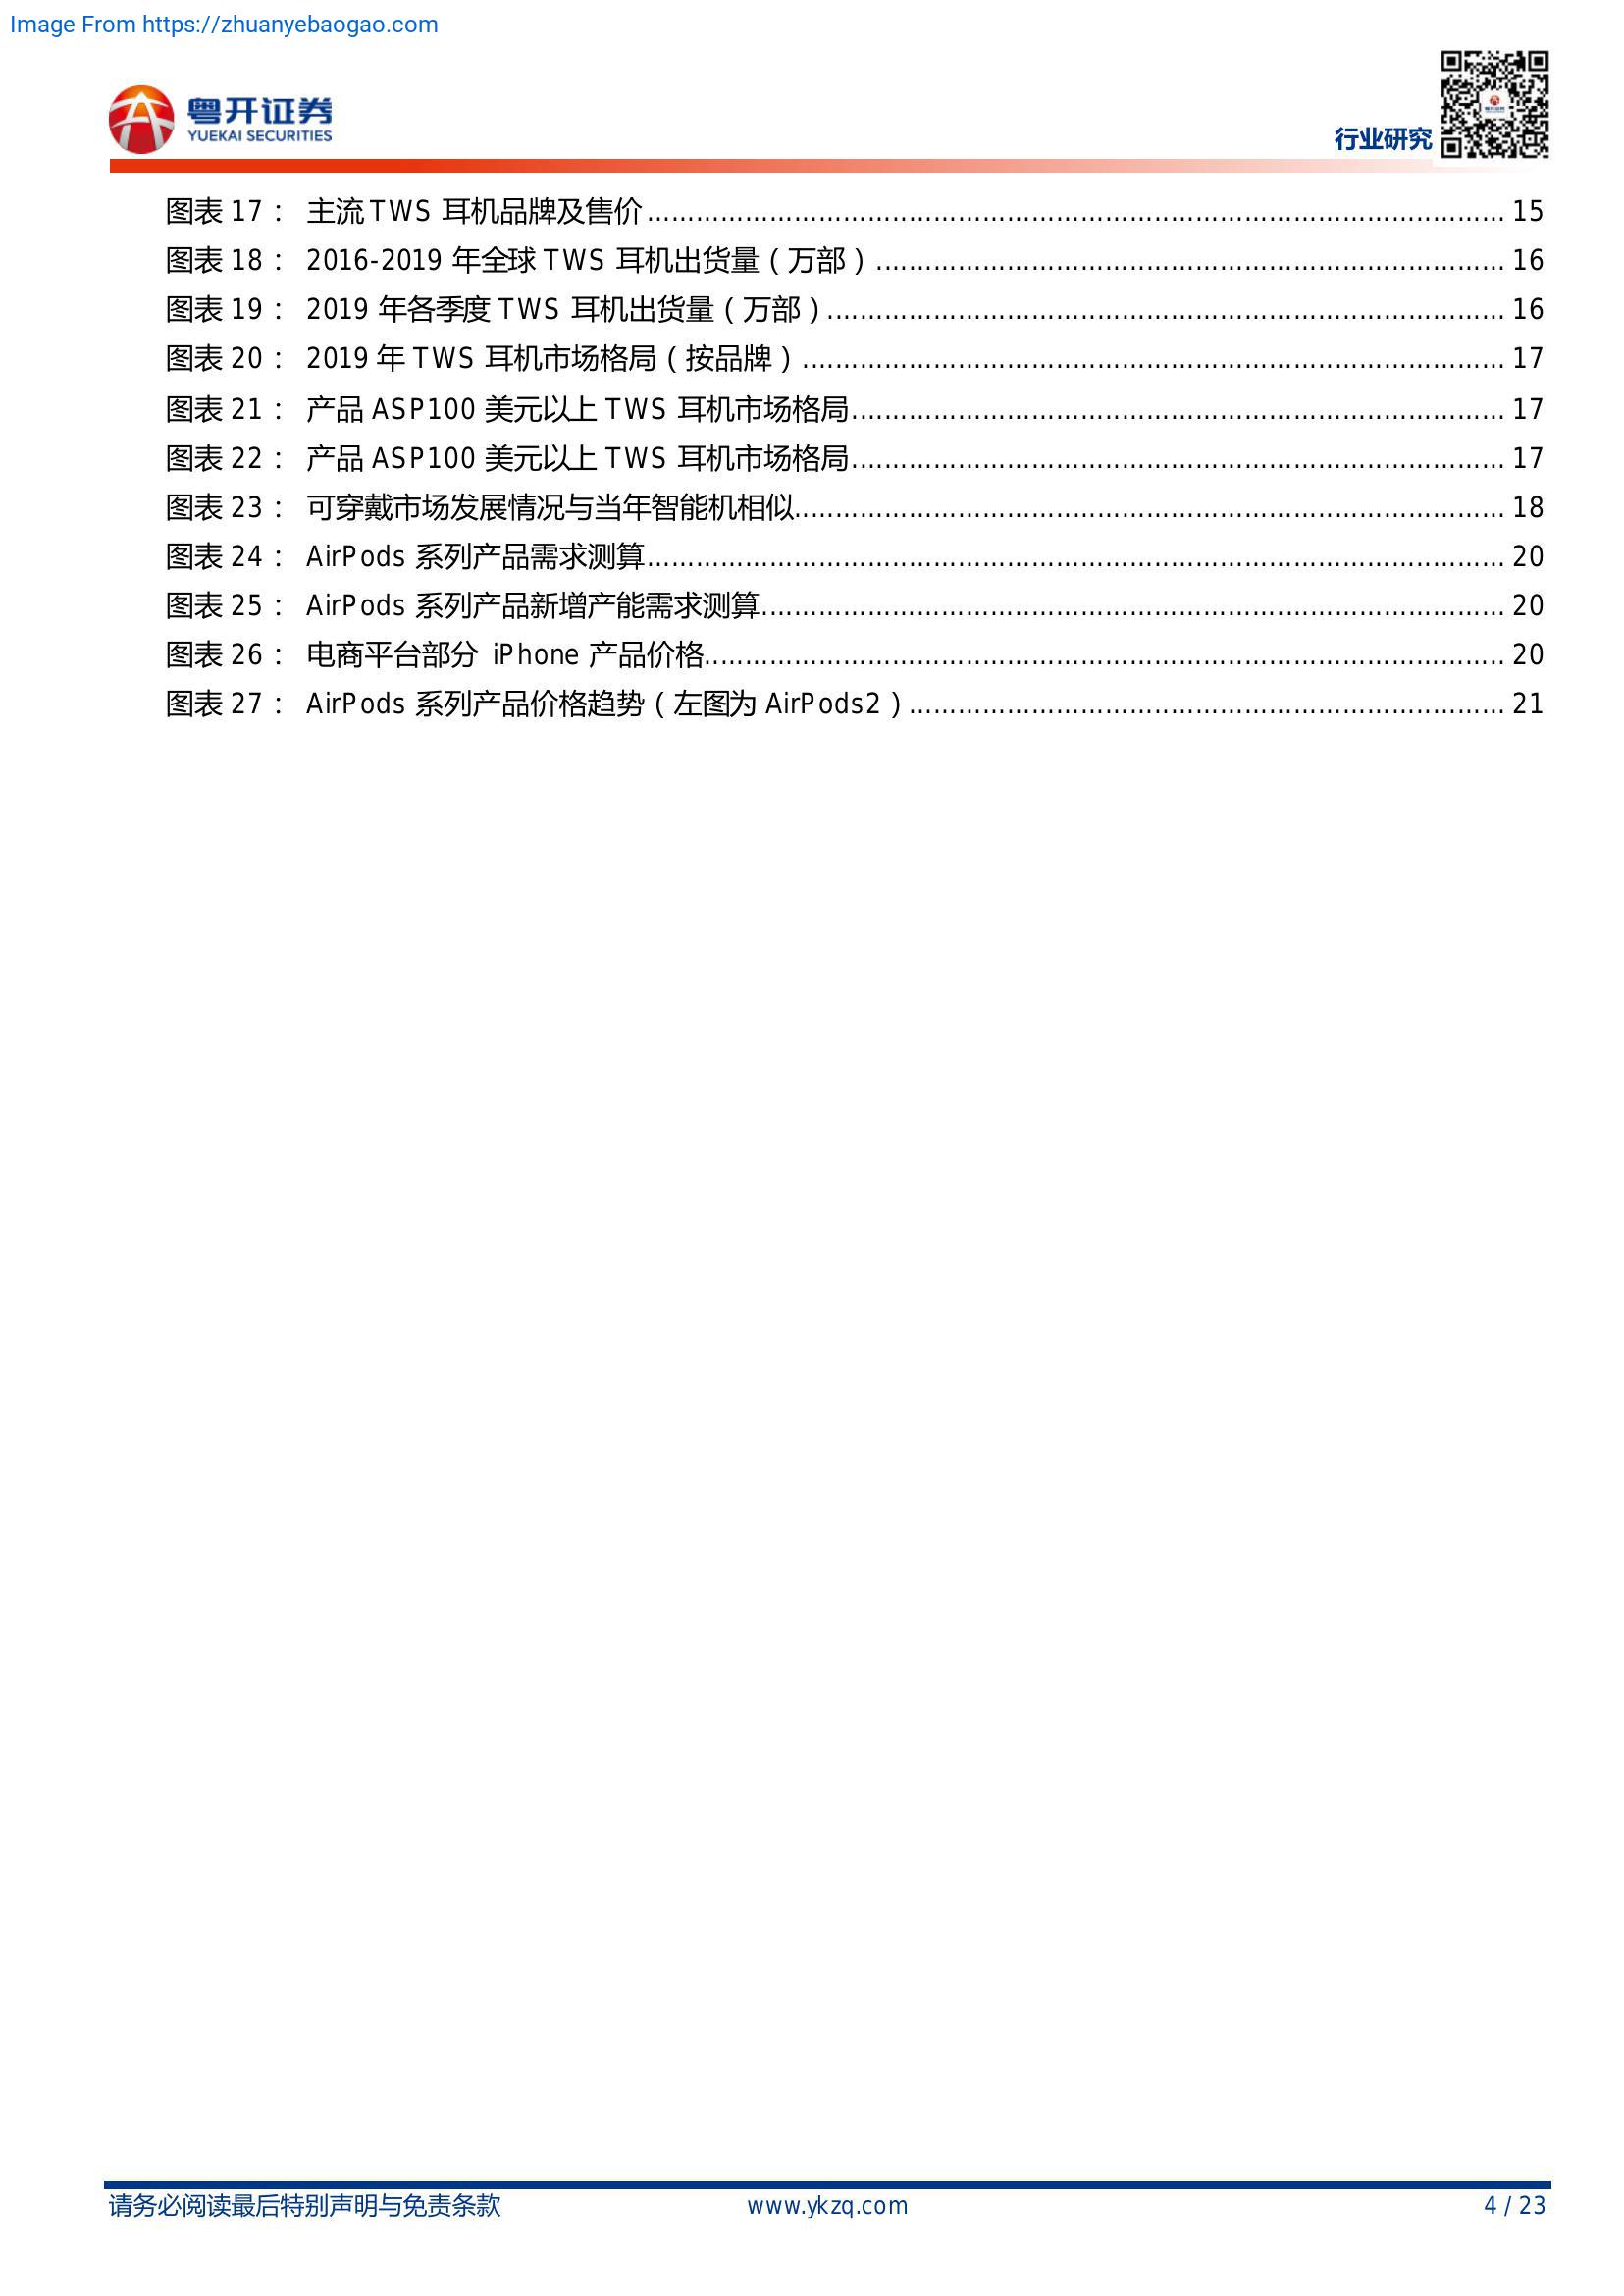 Image From https://zhuanyebaogao.com
粤开证券
YUEKAI SECURITIES
行业研究
图表 17： 主流 TWS 耳机品牌及售价 15
图表 18： 2016-2019 年全球 TWS 耳机出货量（万部） 16
图表 19： 2019 年各季度 TWS 耳机出货量（万部） 16
图表 20： 2019 年 TWS 耳机市场格局（按品牌） 17
图表 21： 产品 ASP100 美元以上 TWS 耳机市场格局 17
图表 22： 产品 ASP100 美元以上 TWS 耳机市场格局 17
图表 23： 可穿戴市场发展情况与当年智能机相似 18
图表 24： AirPods 系列产品需求测算 20
图表 25： AirPods 系列产品新增产能需求测算 20
图表 26： 电商平台部分 iPhone 产品价格 20
图表 27： AirPods 系列产品价格趋势（左图为 AirPods2） 21
请务必阅读最后特别声明与免责条款 www.ykzq.com 4 / 23